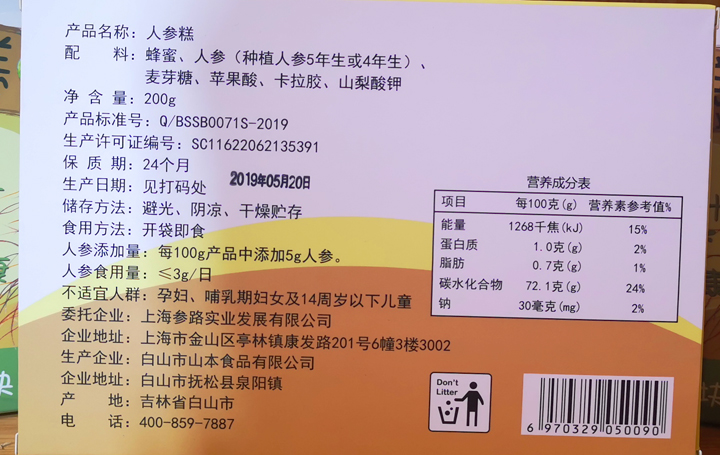 产品名称：人参糕
配 料：蜂蜜、人参（种植人参5年生或4年生）、
麦芽糖、苹果酸、卡拉胶、山梨酸钾
净 含 量：200g
产品标准号：Q/BSSB0071S-2019
生产许可证编号：SC11622062135391
保 质 期：24个月
生产日期：见打码处 2019年05月20日
储存方法：避光、阴凉、干燥贮存
食用方法：开袋即食
人参添加量：每100g产品中添加5g人参。
人参食用量：≤3g/日
不适宜人群：孕妇、哺乳期妇女及14周岁以下儿童
委托企业：上海参路实业发展有限公司
企业地址：上海市金山区亭林镇康发路201号6幢3楼3002
生产企业：白山市山本食品有限公司
企业地址：白山市抚松县泉阳镇
产 地：吉林省白山市
电 话：400-859-7887
营养成分表
项目 每100克(g) 营养素参考值%
能量 1268千焦(kJ) 15%
蛋白质 1.0克(g) 2%
脂肪 0.7克(g) 1%
碳水化合物 72.1克(g) 24%
钠 30毫克(mg) 2%
Don't
Litter
6 970329 050090